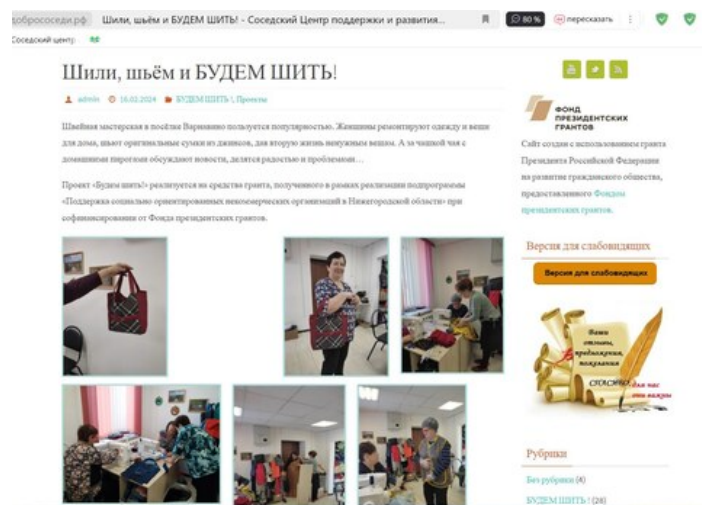 добрососеди.рф Шили, шьём и БУДЕМ ШИТЬ! - Соседский Центр поддержки и развития... 80 % пересказать
Соседский центр
Шили, шьём и БУДЕМ ШИТЬ!
admin 16.02.2024 БУДЕМ ШИТЬ !, Проекты
Швейная мастерская в посёлке Варнавино пользуется популярностью. Женщины ремонтируют одежду и вещи
для дома, шьют оригинальные сумки из джинсов, дав вторую жизнь ненужным вещам. А за чашкой чая с
домашними пирогами обсуждают новости, делятся радостью и проблемами…
Проект «Будем шить!» реализуется на средства гранта, полученного в рамках реализации подпрограммы
«Поддержка социально ориентированных некоммерческих организаций в Нижегородской области» при
софинансировании от Фонда президентских грантов.
ФОНД
ПРЕЗИДЕНТСКИХ
ГРАНТОВ
Сайт создан с использованием гранта
Президента Российской Федерации
на развитие гражданского общества,
предоставленного Фондом
президентских грантов.
Версия для слабовидящих
Версия для слабовидящих
Ваши
отзывы,
предложения,
пожелания
СПАСИБО для нас
они важны
Рубрики
Без рубрики (4)
БУДЕМ ШИТЬ ! (28)